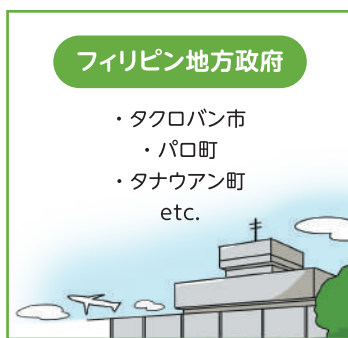 フィリピン地方政府
・タクロバン市
・パロ町
・タナウアン町
etc.